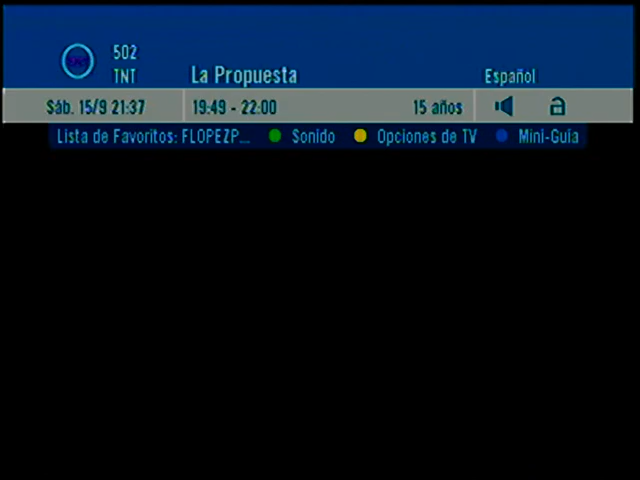 502
TNT
La Propuesta
Español
Sáb. 15/9 21:37
19:49 - 22:00
15 años
Lista de Favoritos: FLOPEZP... Sonido Opciones de TV Mini-Guía